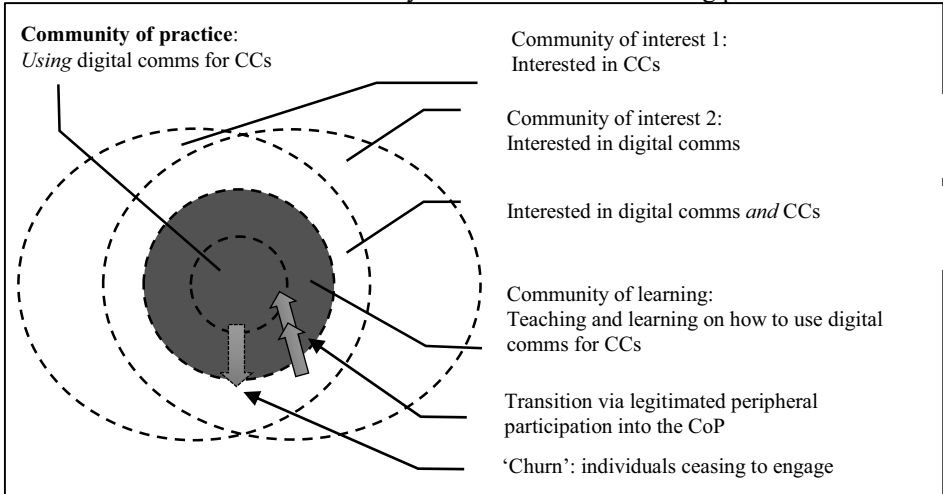 Community of practice:
Using digital comms for CCs
Community of interest 1:
Interested in CCs
Community of interest 2:
Interested in digital comms
Interested in digital comms and CCs
Community of learning:
Teaching and learning on how to use digital
comms for CCs
Transition via legitimated peripheral
participation into the CoP
‘Churn’: individuals ceasing to engage